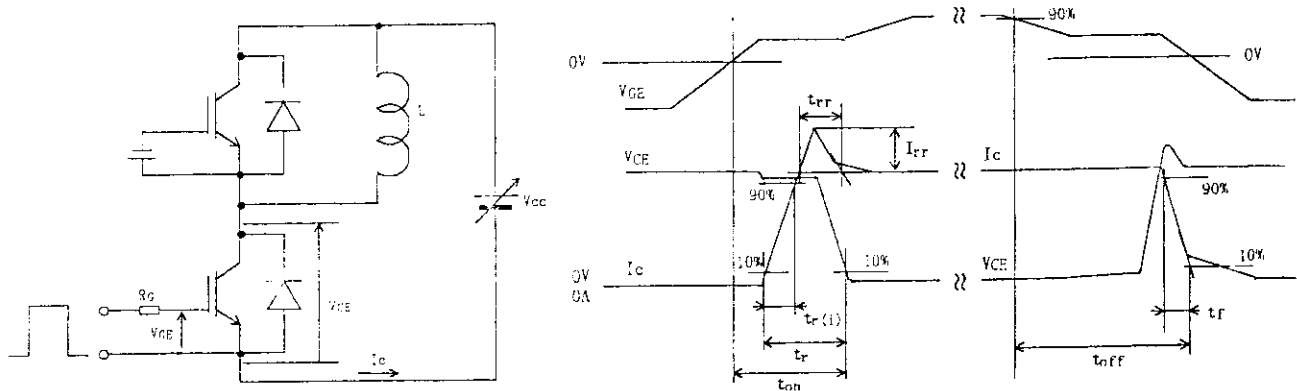 L
Vcc
RG
VGE
VCE
Ic
0V
VGE
trr
Irr
VCE
90%
10%
10%
Ic
0V
0A
tr(i)
tr
ton
90%
0V
Ic
90%
10%
VCE
tf
toff